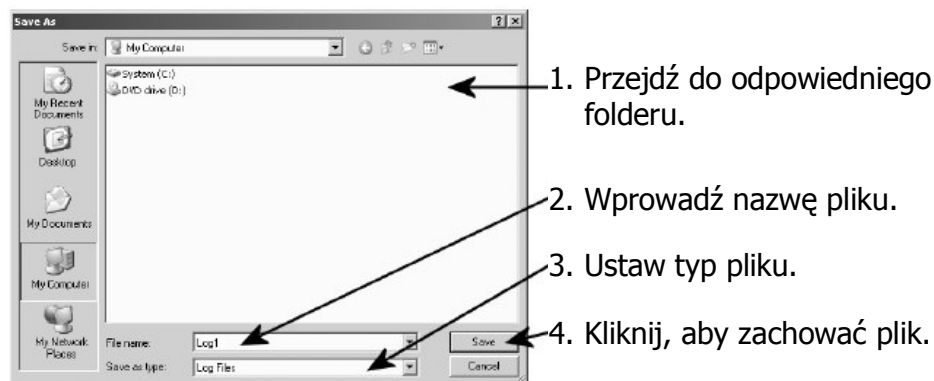 Save As
Save in: My Computer
System (C:)
DVD drive (D:)
My Recent
Documents
Desktop
My Documents
My Computer
My Network
Places
File name: Log1 Save
Save as type: Log Files Cancel
1. Przejdź do odpowiedniego
folderu.
2. Wprowadź nazwę pliku.
3. Ustaw typ pliku.
4. Kliknij, aby zachować plik.